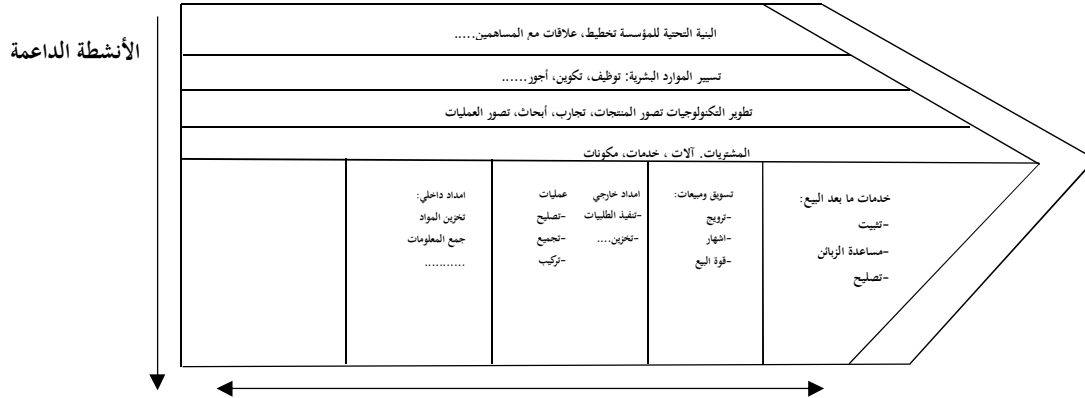 الأنشطة الداعمة
البنية التحتية للمؤسسة تخطيط، علاقات مع المساهمين.....
تسيير الموارد البشرية: توظيف، تكوين، أجور......
تطوير التكنولوجيات تصور المنتجات، تجارب، أبحاث، تصور العمليات
المشتريات. آلات ، خدمات، مكونات
خدمات ما بعد البيع:
-تثبيت
-مساعدة الزبائن
-تصليح
تسويق ومبيعات:
-ترويج
-اشهار
-قوة البيع
امداد خارجي
-تنفيذ الطلبيات
-تخزين....
عمليات
-تصليح
-تجميع
-تركيب
امداد داخلي:
تخزين المواد
جمع المعلومات
...........